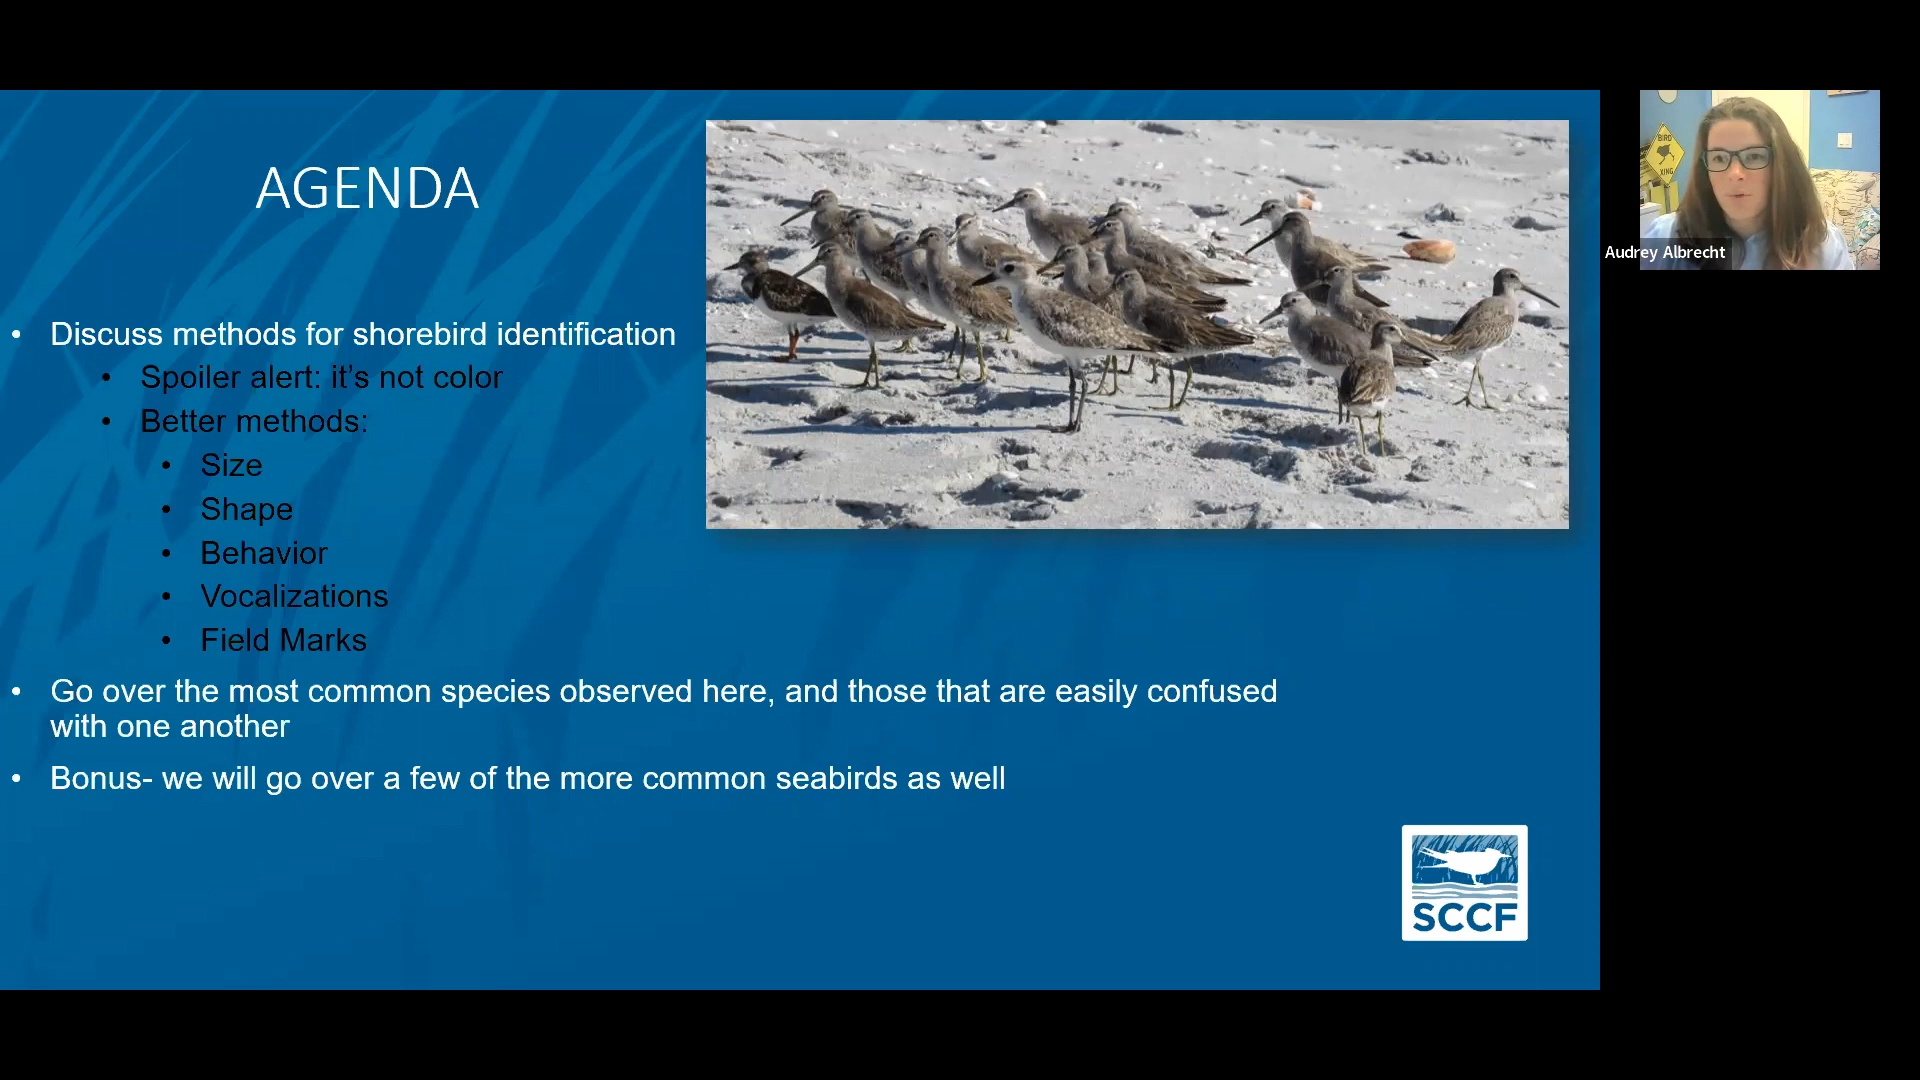 AGENDA
• Discuss methods for shorebird identification
• Spoiler alert: it's not color
• Better methods:
• Size
• Shape
• Behavior
• Vocalizations
• Field Marks
• Go over the most common species observed here, and those that are easily confused
with one another
• Bonus- we will go over a few of the more common seabirds as well
SCCF
BIRD
XING
Audrey Albrecht